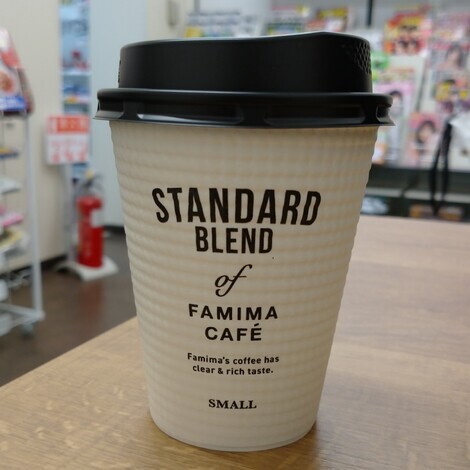 STANDARD
BLEND
of
FAMIMA
CAFÉ
Famima's coffee has
clear & rich taste.
SMALL